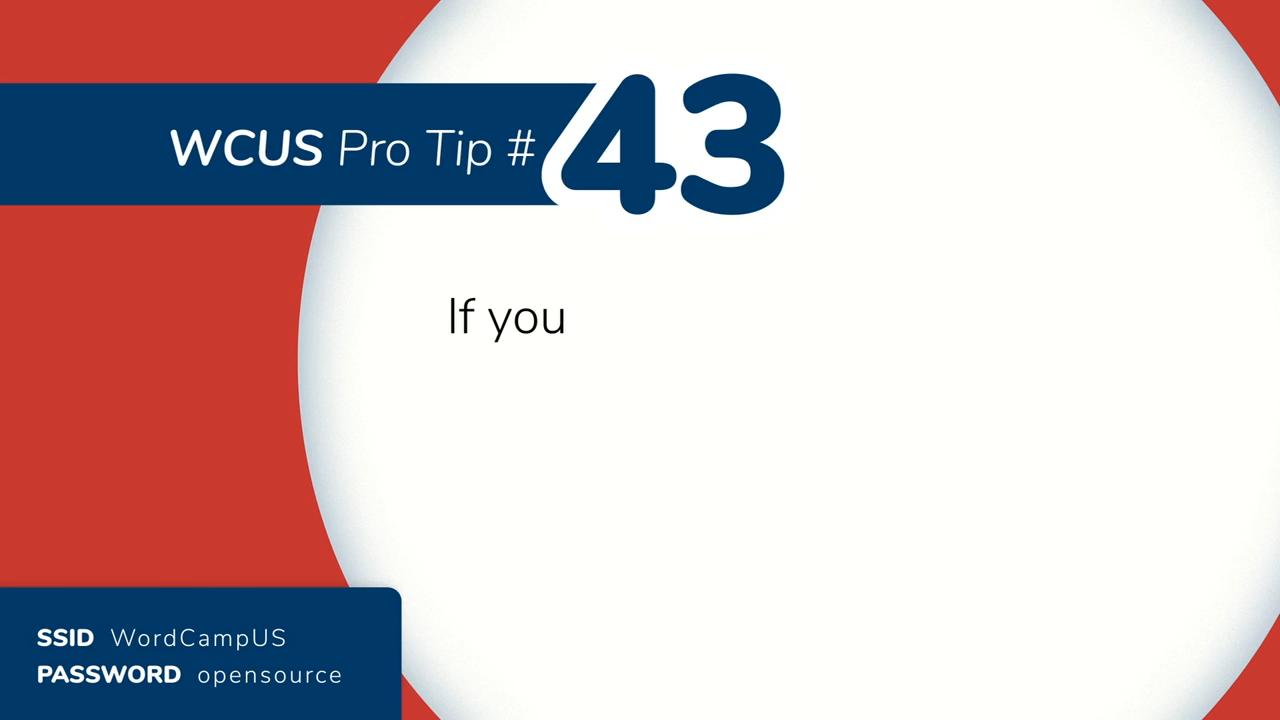 WCUS Pro Tip #43
If you
SSID WordCampUS
PASSWORD opensource